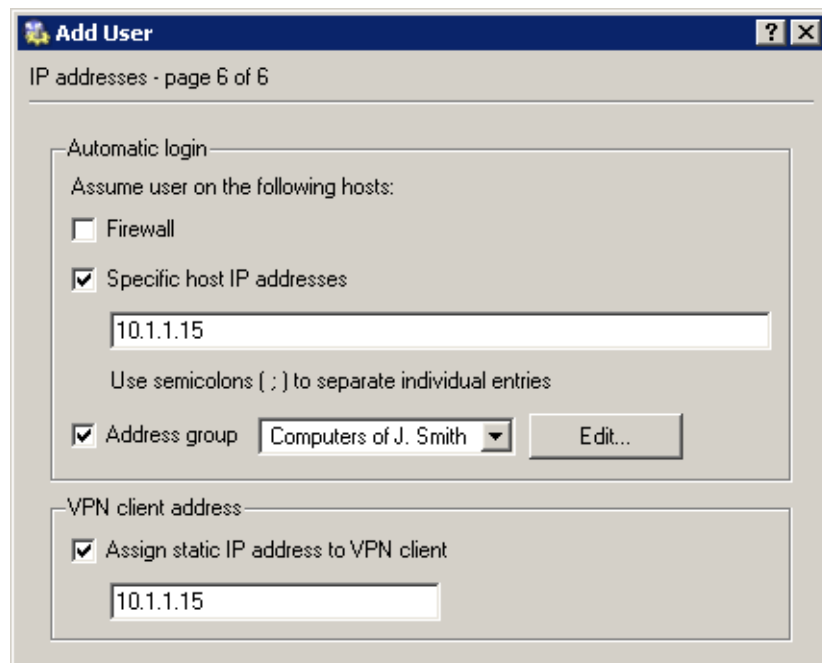 Add User
IP addresses - page 6 of 6
Automatic login
Assume user on the following hosts:
Firewall
Specific host IP addresses
10.1.1.15
Use semicolons ( ; ) to separate individual entries
Address group Computers of J. Smith Edit...
VPN client address
Assign static IP address to VPN client
10.1.1.15